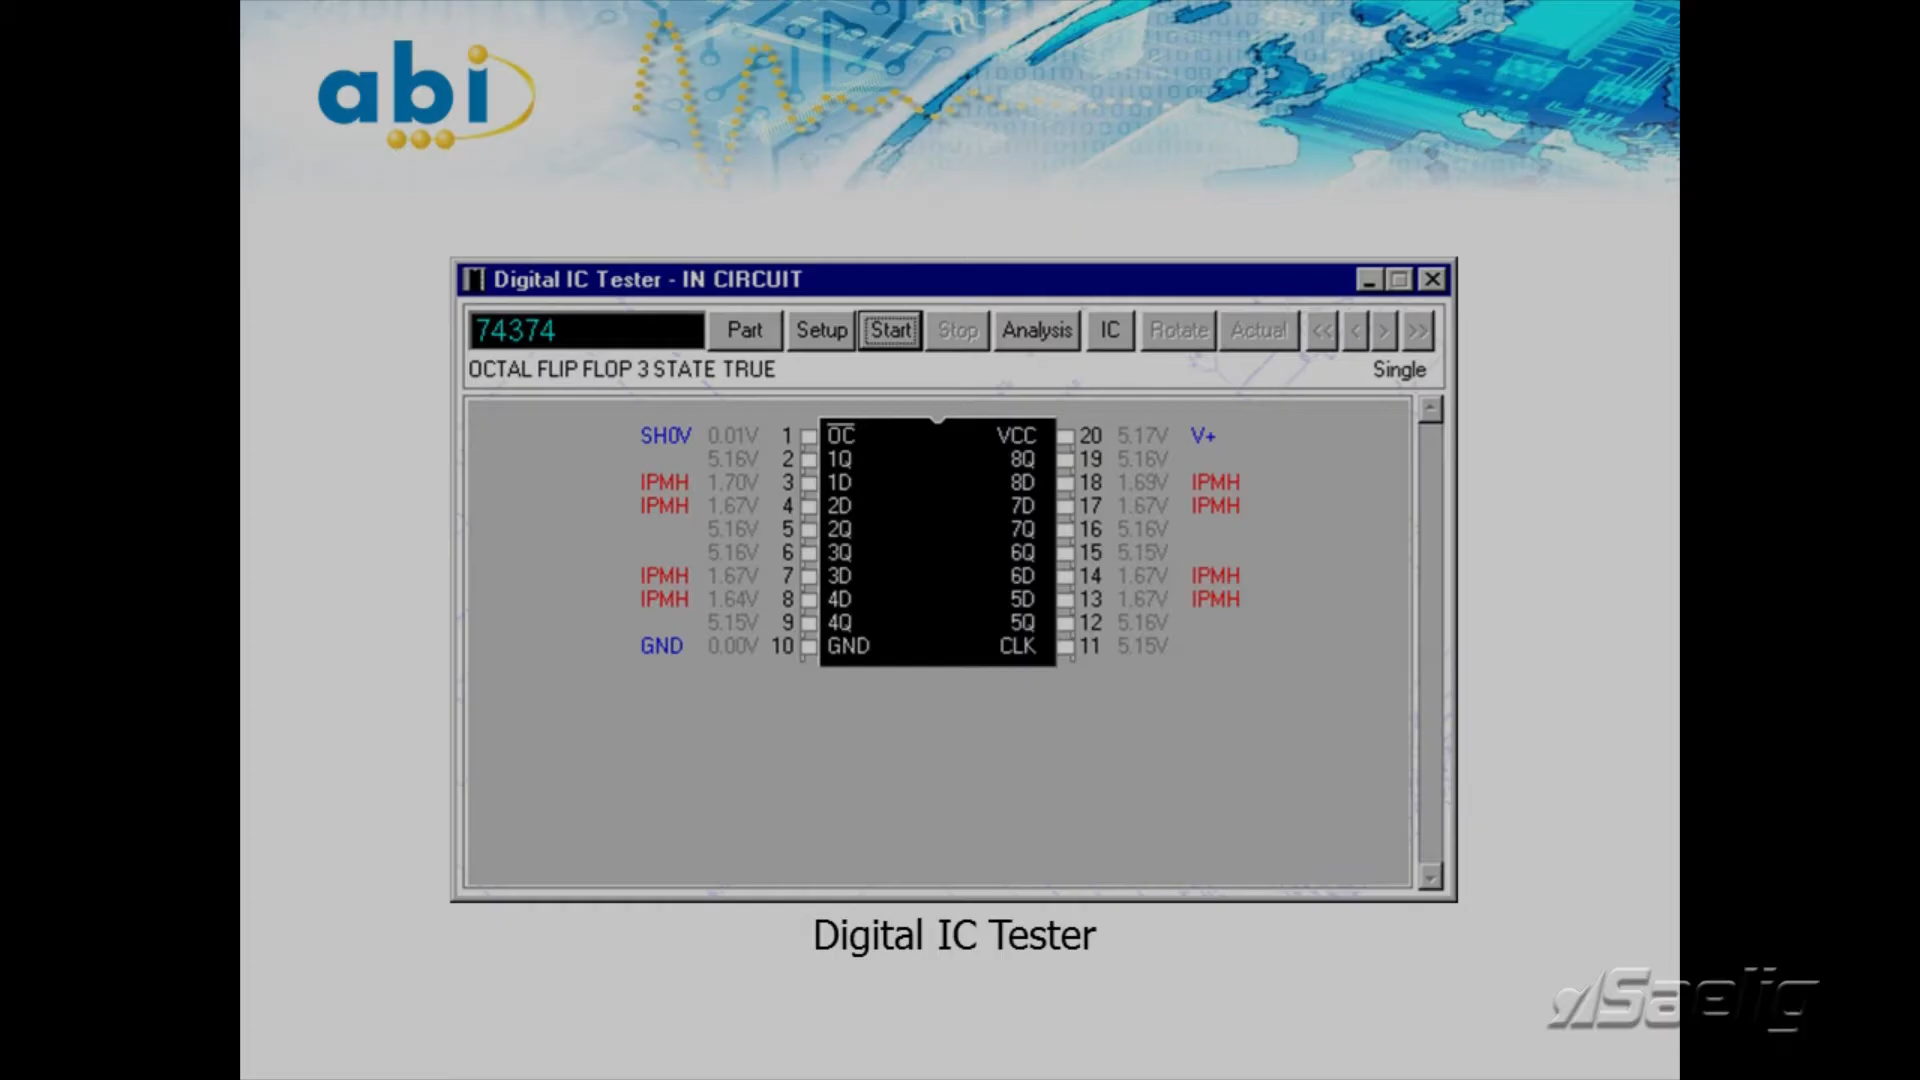 abi
Digital IC Tester - IN CIRCUIT
74374 Part Setup Start Stop Analysis IC Rotate Actual << < > >>
OCTAL FLIP FLOP 3 STATE TRUE Single
SH0V 0.01V 1 OC VCC 20 5.17V V+
5.16V 2 1Q 8Q 19 5.16V
IPMH 1.70V 3 1D 8D 18 1.69V IPMH
IPMH 1.67V 4 2D 7D 17 1.67V IPMH
5.16V 5 2Q 7Q 16 5.16V
5.16V 6 3Q 6Q 15 5.15V
IPMH 1.67V 7 3D 6D 14 1.67V IPMH
IPMH 1.64V 8 4D 5D 13 1.67V IPMH
5.15V 9 4Q 5Q 12 5.16V
GND 0.00V 10 GND CLK 11 5.15V
Digital IC Tester
Saelig